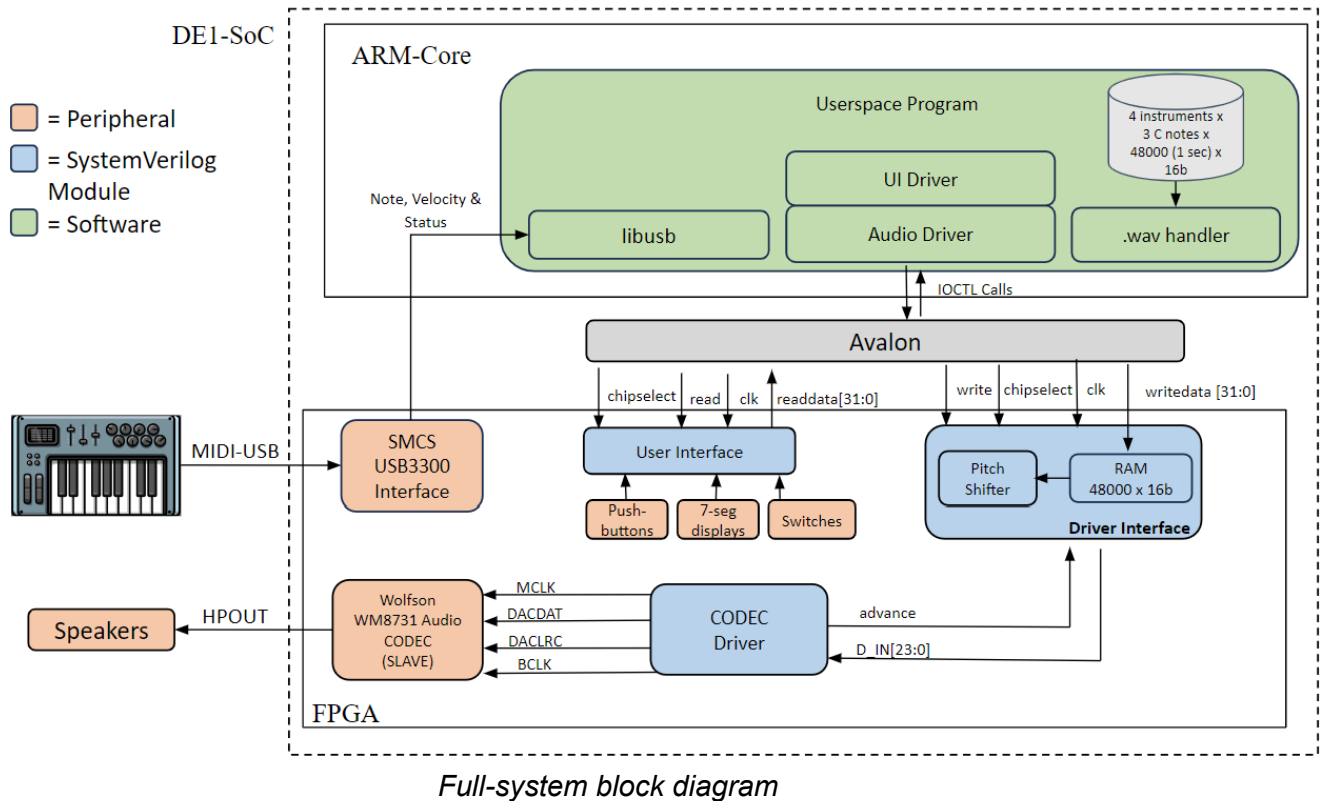 DE1-SoC
ARM-Core
= Peripheral
= SystemVerilog
Module
= Software
Userspace Program
4 instruments x
3 C notes x
48000 (1 sec) x
16b
UI Driver
Audio Driver
libusb
.wav handler
Note, Velocity &
Status
IOCTL Calls
Avalon
chipselect
read
clk
readdata[31:0]
write
chipselect
clk
writedata [31:0]
MIDI-USB
SMCS
USB3300
Interface
User Interface
Push-
buttons
7-seg
displays
Switches
Pitch
Shifter
RAM
48000 x 16b
Driver Interface
Speakers
HPOUT
Wolfson
WM8731 Audio
CODEC
(SLAVE)
MCLK
DACDAT
DACLRC
BCLK
CODEC
Driver
advance
D_IN[23:0]
FPGA
Full-system block diagram